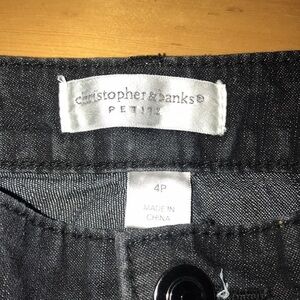 christopher & banks®
PETITE
4P
MADE IN
CHINA